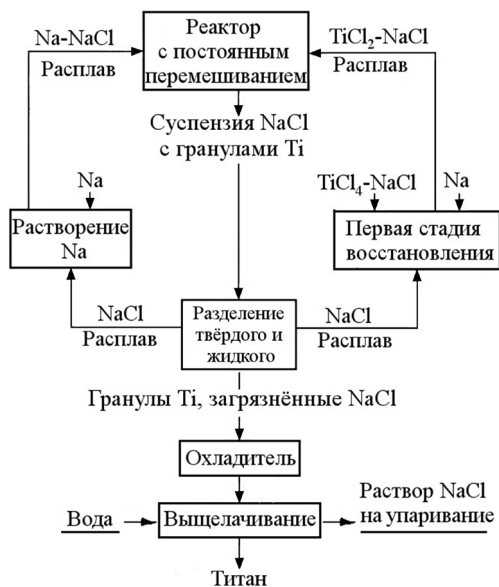 Na–NaCl
Расплав
Реактор
с постоянным
перемешиванием
TiCl₂–NaCl
Расплав
Суспензия NaCl
с гранулами Ti
Na
Растворение
Na
TiCl₄–NaCl
Na
Первая стадия
восстановления
NaCl
Расплав
Разделение
твёрдого и
жидкого
NaCl
Расплав
Гранулы Ti, загрязнённые NaCl
Охладитель
Вода
Выщелачивание
Раствор NaCl
на упаривание
Титан